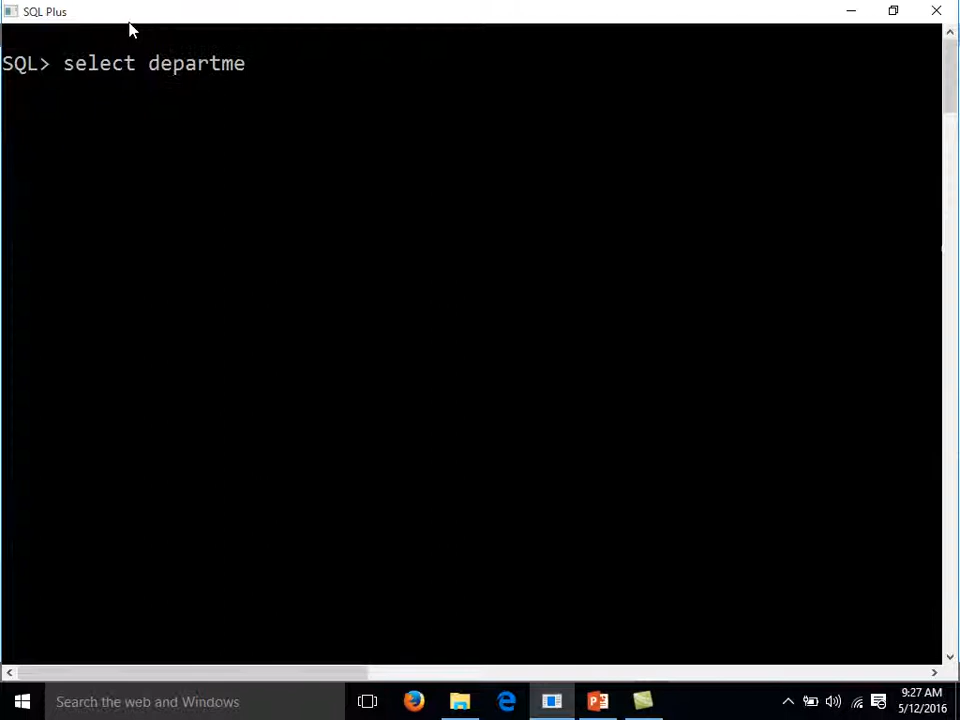 SQL Plus
SQL> select departme
Search the web and Windows
9:27 AM
5/12/2016